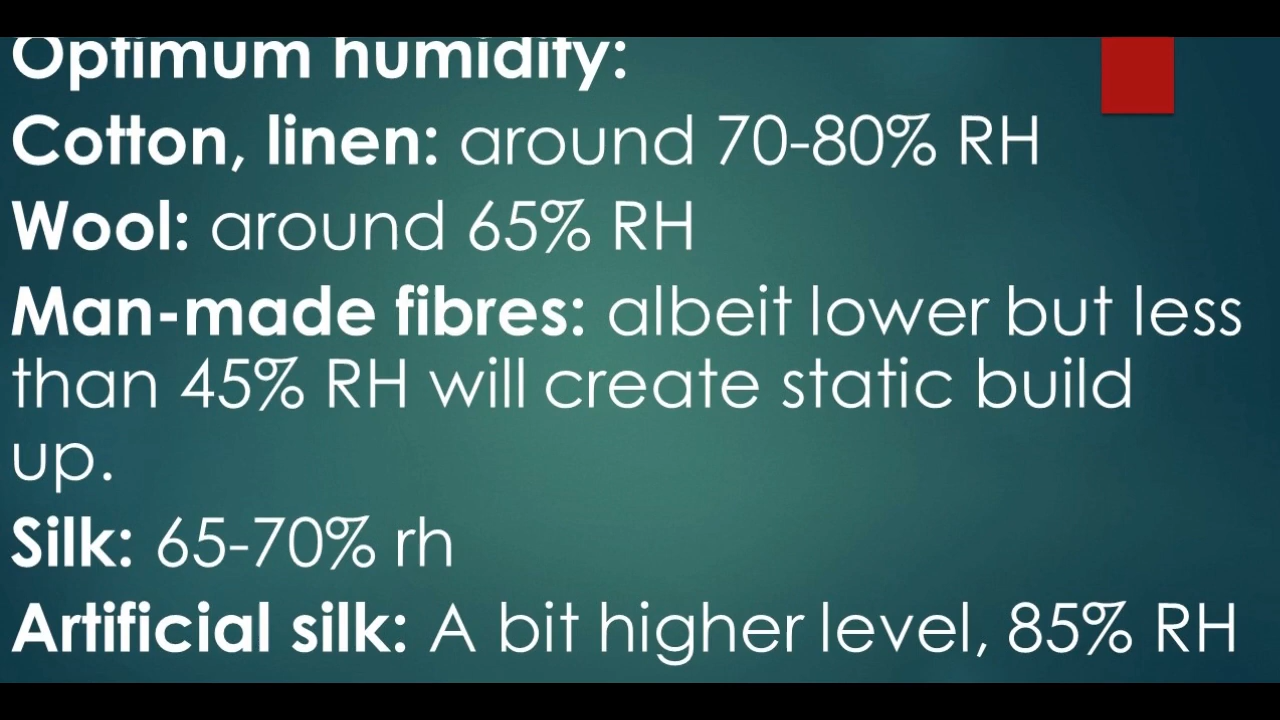 Optimum humidity:
Cotton, linen: around 70-80% RH
Wool: around 65% RH
Man-made fibres: albeit lower but less
than 45% RH will create static build
up.
Silk: 65-70% rh
Artificial silk: A bit higher level, 85% RH